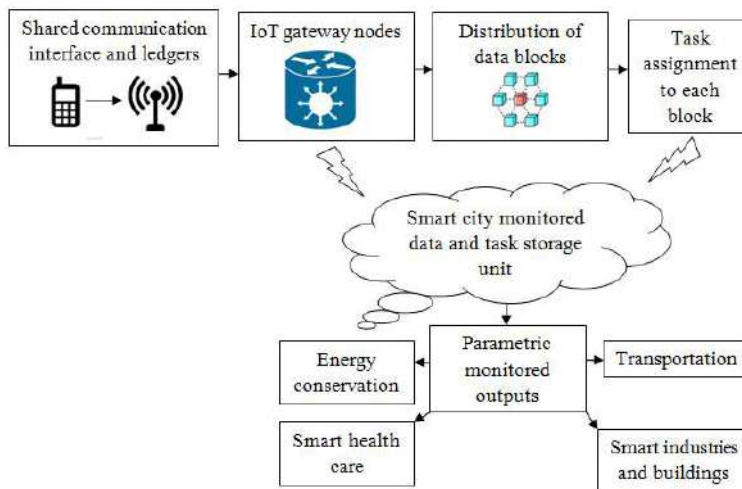 Shared communication
interface and ledgers
IoT gateway nodes
Distribution of
data blocks
Task
assignment
to each
block
Smart city monitored
data and task storage
unit
Energy
conservation
Parametric
monitored
outputs
Transportation
Smart health
care
Smart industries
and buildings